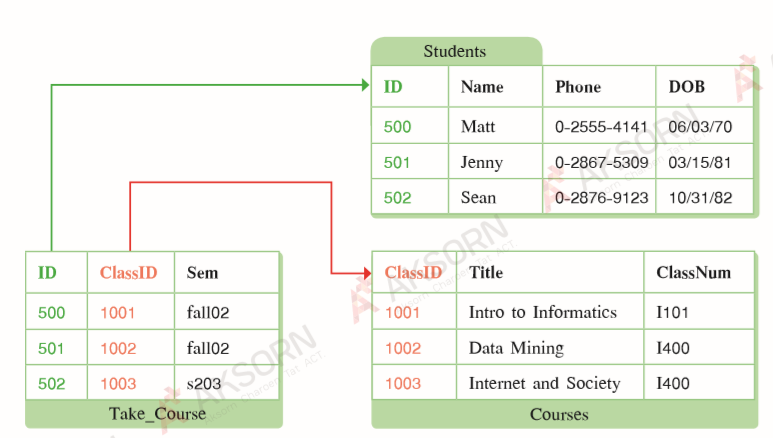 Students
ID Name Phone DOB
500 Matt 0-2555-4141 06/03/70
501 Jenny 0-2867-5309 03/15/81
502 Sean 0-2876-9123 10/31/82
ID ClassID Sem
500 1001 fall02
501 1002 fall02
502 1003 s203
Take_Course
ClassID Title ClassNum
1001 Intro to Informatics I101
1002 Data Mining I400
1003 Internet and Society I400
Courses
AKSORN
AKSORN
AKSORN